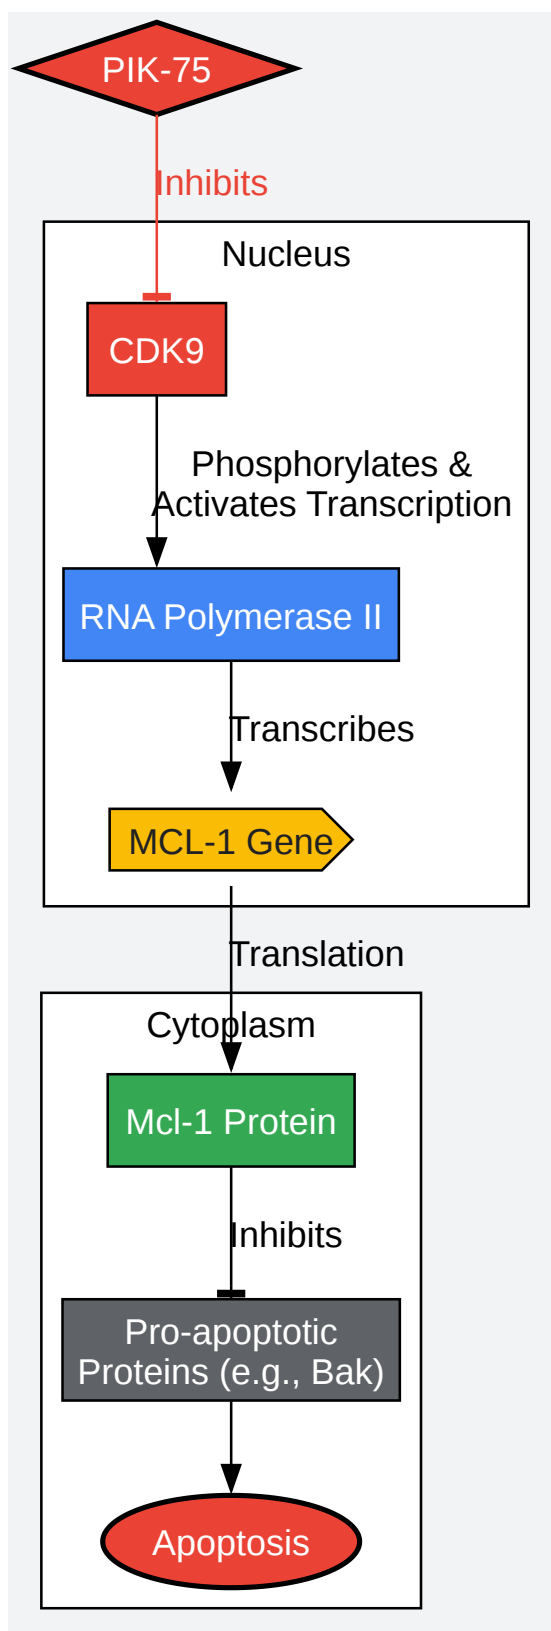 PIK-75
Inhibits
Nucleus
CDK9
Phosphorylates &
Activates Transcription
RNA Polymerase II
Transcribes
MCL-1 Gene
Translation
Cytoplasm
Mcl-1 Protein
Inhibits
Pro-apoptotic
Proteins (e.g., Bak)
Apoptosis